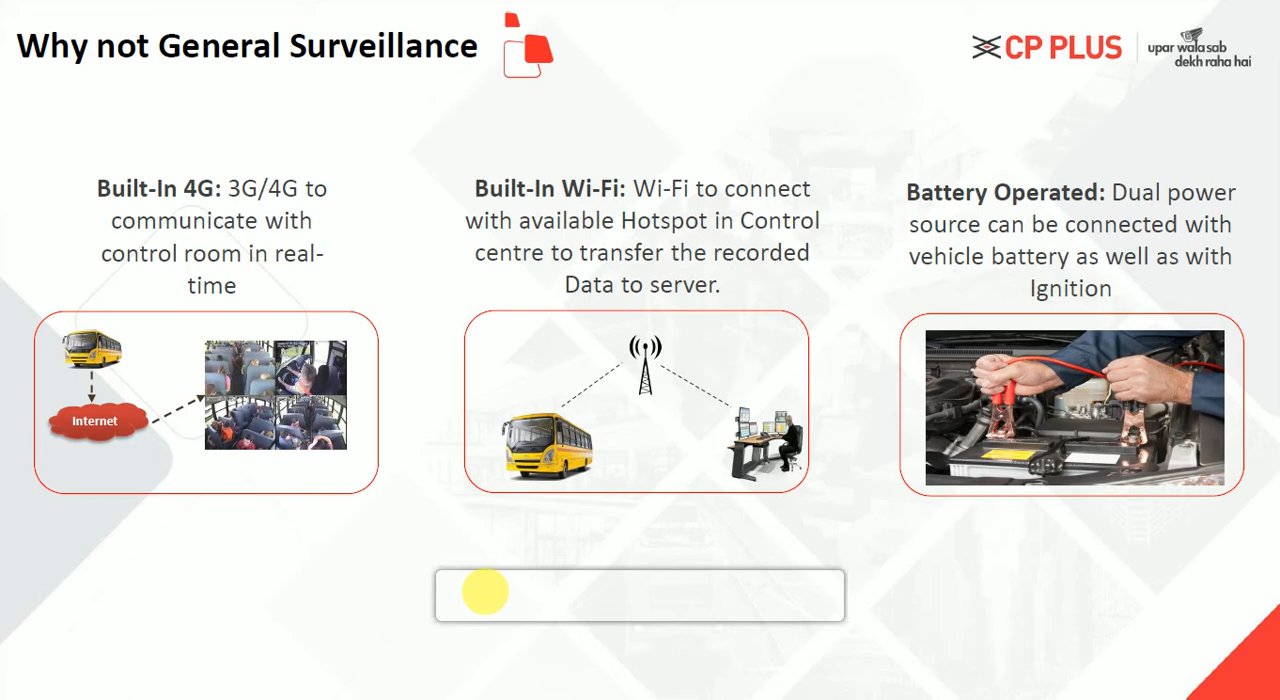 Why not General Surveillance
CP PLUS
upar wala sab
dekh raha hai
Built-In 4G: 3G/4G to
communicate with
control room in real-
time
Built-In Wi-Fi: Wi-Fi to connect
with available Hotspot in Control
centre to transfer the recorded
Data to server.
Battery Operated: Dual power
source can be connected with
vehicle battery as well as with
Ignition
Internet